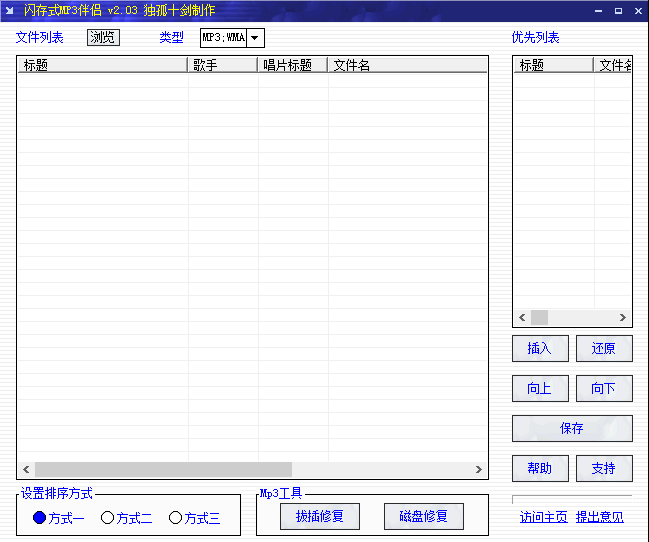 闪存式MP3伴侣 v2.03 独孤十剑制作
文件列表 浏览 类型 MP3;WMA 优先列表
标题 歌手 唱片标题 文件名 标题 文件名
插入 还原
向上 向下
保存
帮助 支持
设置排序方式 Mp3工具
方式一 方式二 方式三 拔插修复 磁盘修复 访问主页 提出意见